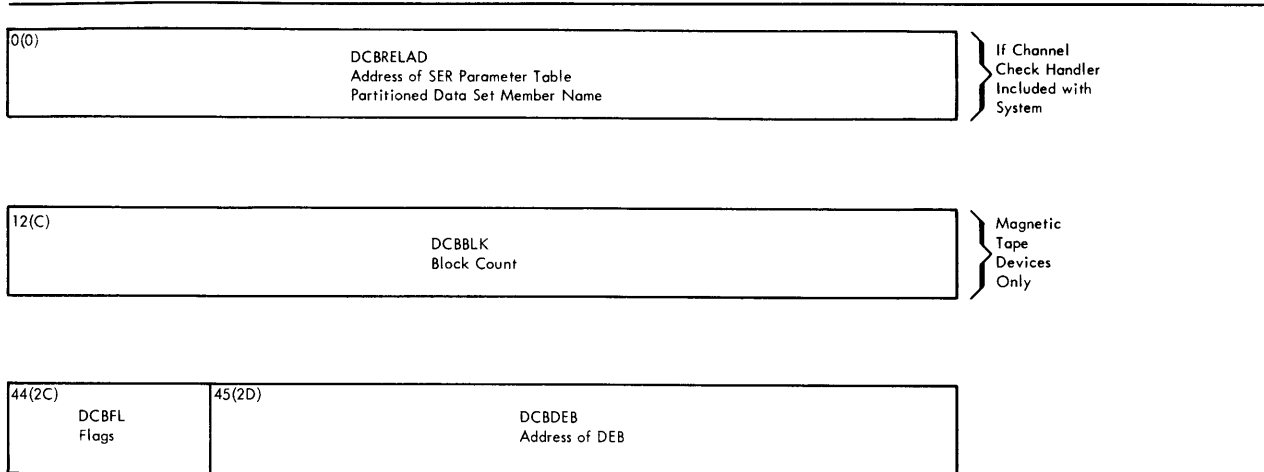 0(0)
DCBRELAD
Address of SER Parameter Table
Partitioned Data Set Member Name
If Channel
Check Handler
Included with
System
12(C)
DCBBLK
Block Count
Magnetic
Tape
Devices
Only
44(2C)
DCBFL
Flags
45(2D)
DCBDEB
Address of DEB